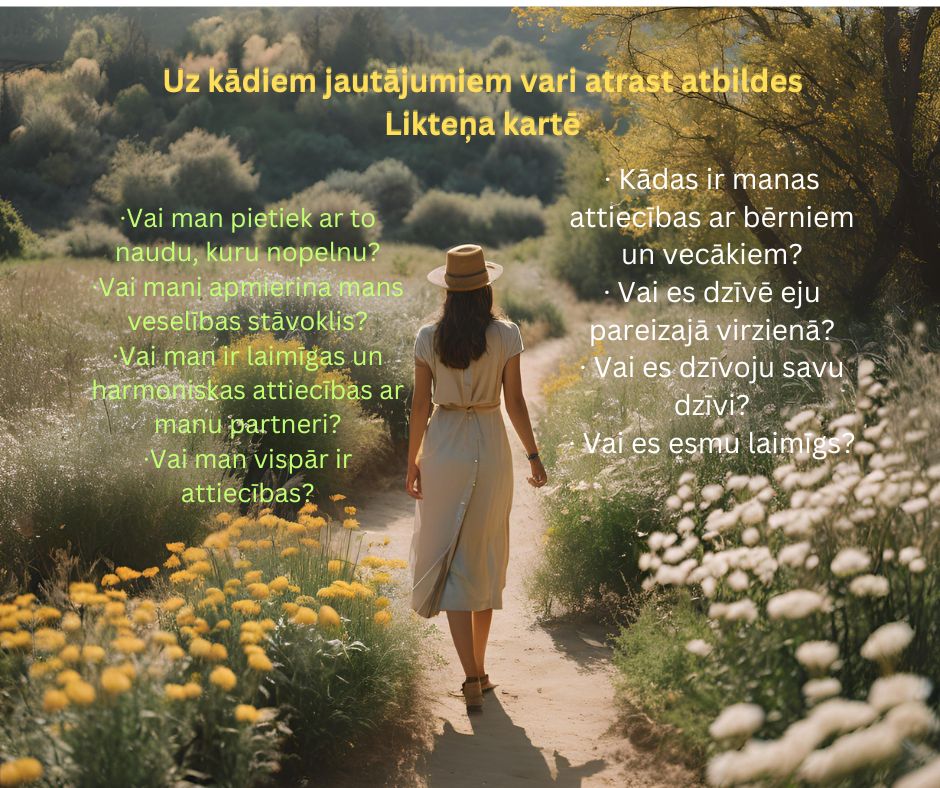 Uz kādiem jautājumiem vari atrast atbildes
Likteņa kartē
·Vai man pietiek ar to
naudu, kuru nopelnu?
·Vai mani apmierina mans
veselības stāvoklis?
·Vai man ir laimīgas un
harmoniskas attiecības ar
manu partneri?
·Vai man vispār ir
attiecības?
· Kādas ir manas
attiecības ar bērniem
un vecākiem?
· Vai es dzīvē eju
pareizajā virzienā?
· Vai es dzīvoju savu
dzīvi?
· Vai es esmu laimīgs?